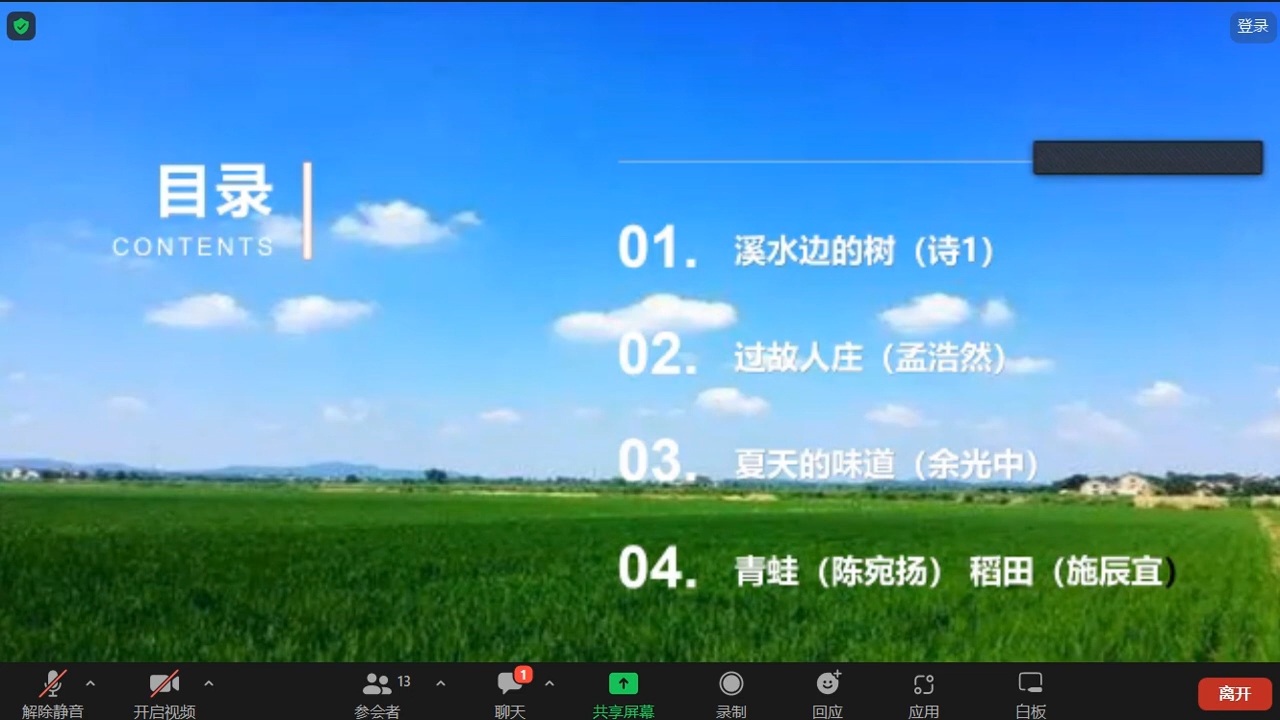 登录
目录
CONTENTS
01. 溪水边的树（诗1）
02. 过故人庄（孟浩然）
03. 夏天的味道（余光中）
04. 青蛙（陈宛扬） 稻田（施辰宜）
13
1
解除静音
开启视频
参会者
聊天
共享屏幕
录制
回应
应用
白板
离开